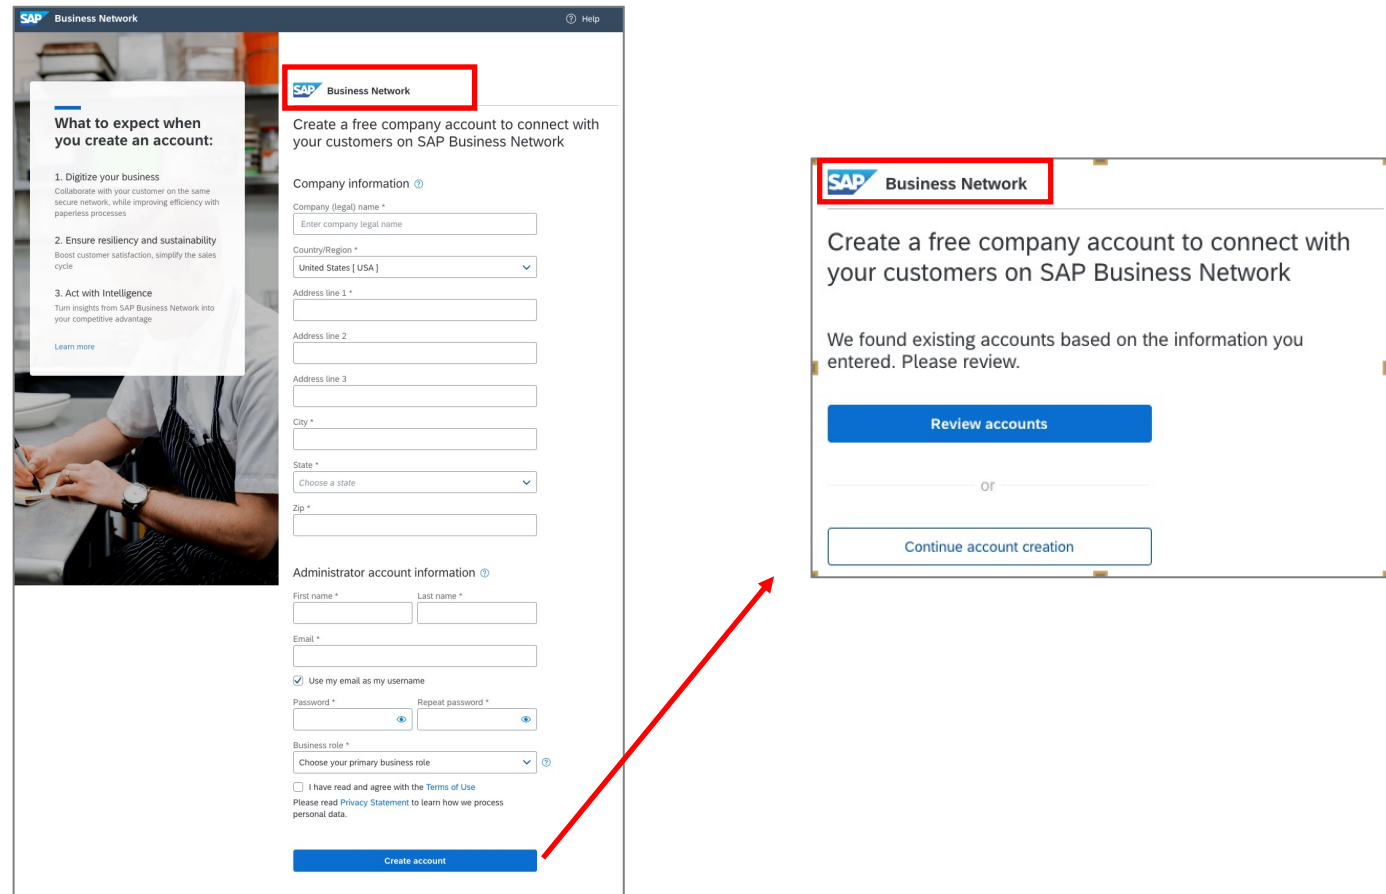 SAP Business Network
Help
What to expect when
you create an account:
1. Digitize your business
Collaborate with your customer on the same
secure network, while improving efficiency with
paperless processes
2. Ensure resiliency and sustainability
Boost customer satisfaction, simplify the sales
cycle
3. Act with Intelligence
Turn insights from SAP Business Network into
your competitive advantage
Learn more
SAP Business Network
Create a free company account to connect with
your customers on SAP Business Network
Company information
Company (legal) name *
Enter company legal name
Country/Region *
United States [ USA ]
Address line 1 *
Address line 2
Address line 3
City *
State *
Choose a state
Zip *
Administrator account information
First name * Last name *
Email *
Use my email as my username
Password * Repeat password *
Business role *
Choose your primary business role
I have read and agree with the Terms of Use
Please read Privacy Statement to learn how we process
personal data.
Create account
SAP Business Network
Create a free company account to connect with
your customers on SAP Business Network
We found existing accounts based on the information you
entered. Please review.
Review accounts
or
Continue account creation